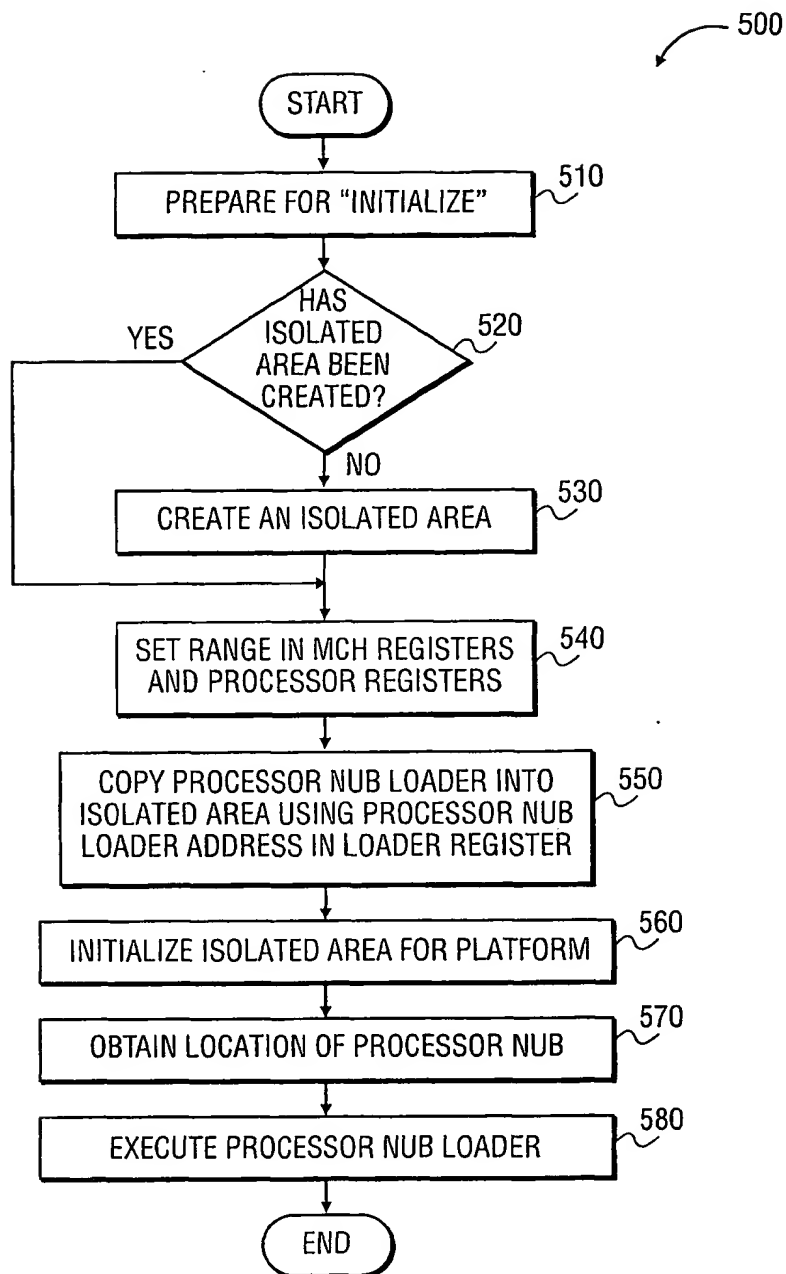 500
START
PREPARE FOR “INITIALIZE”
510
HAS
ISOLATED
AREA BEEN
CREATED?
520
YES
NO
CREATE AN ISOLATED AREA
530
SET RANGE IN MCH REGISTERS
AND PROCESSOR REGISTERS
540
COPY PROCESSOR NUB LOADER INTO
ISOLATED AREA USING PROCESSOR NUB
LOADER ADDRESS IN LOADER REGISTER
550
INITIALIZE ISOLATED AREA FOR PLATFORM
560
OBTAIN LOCATION OF PROCESSOR NUB
570
EXECUTE PROCESSOR NUB LOADER
580
END